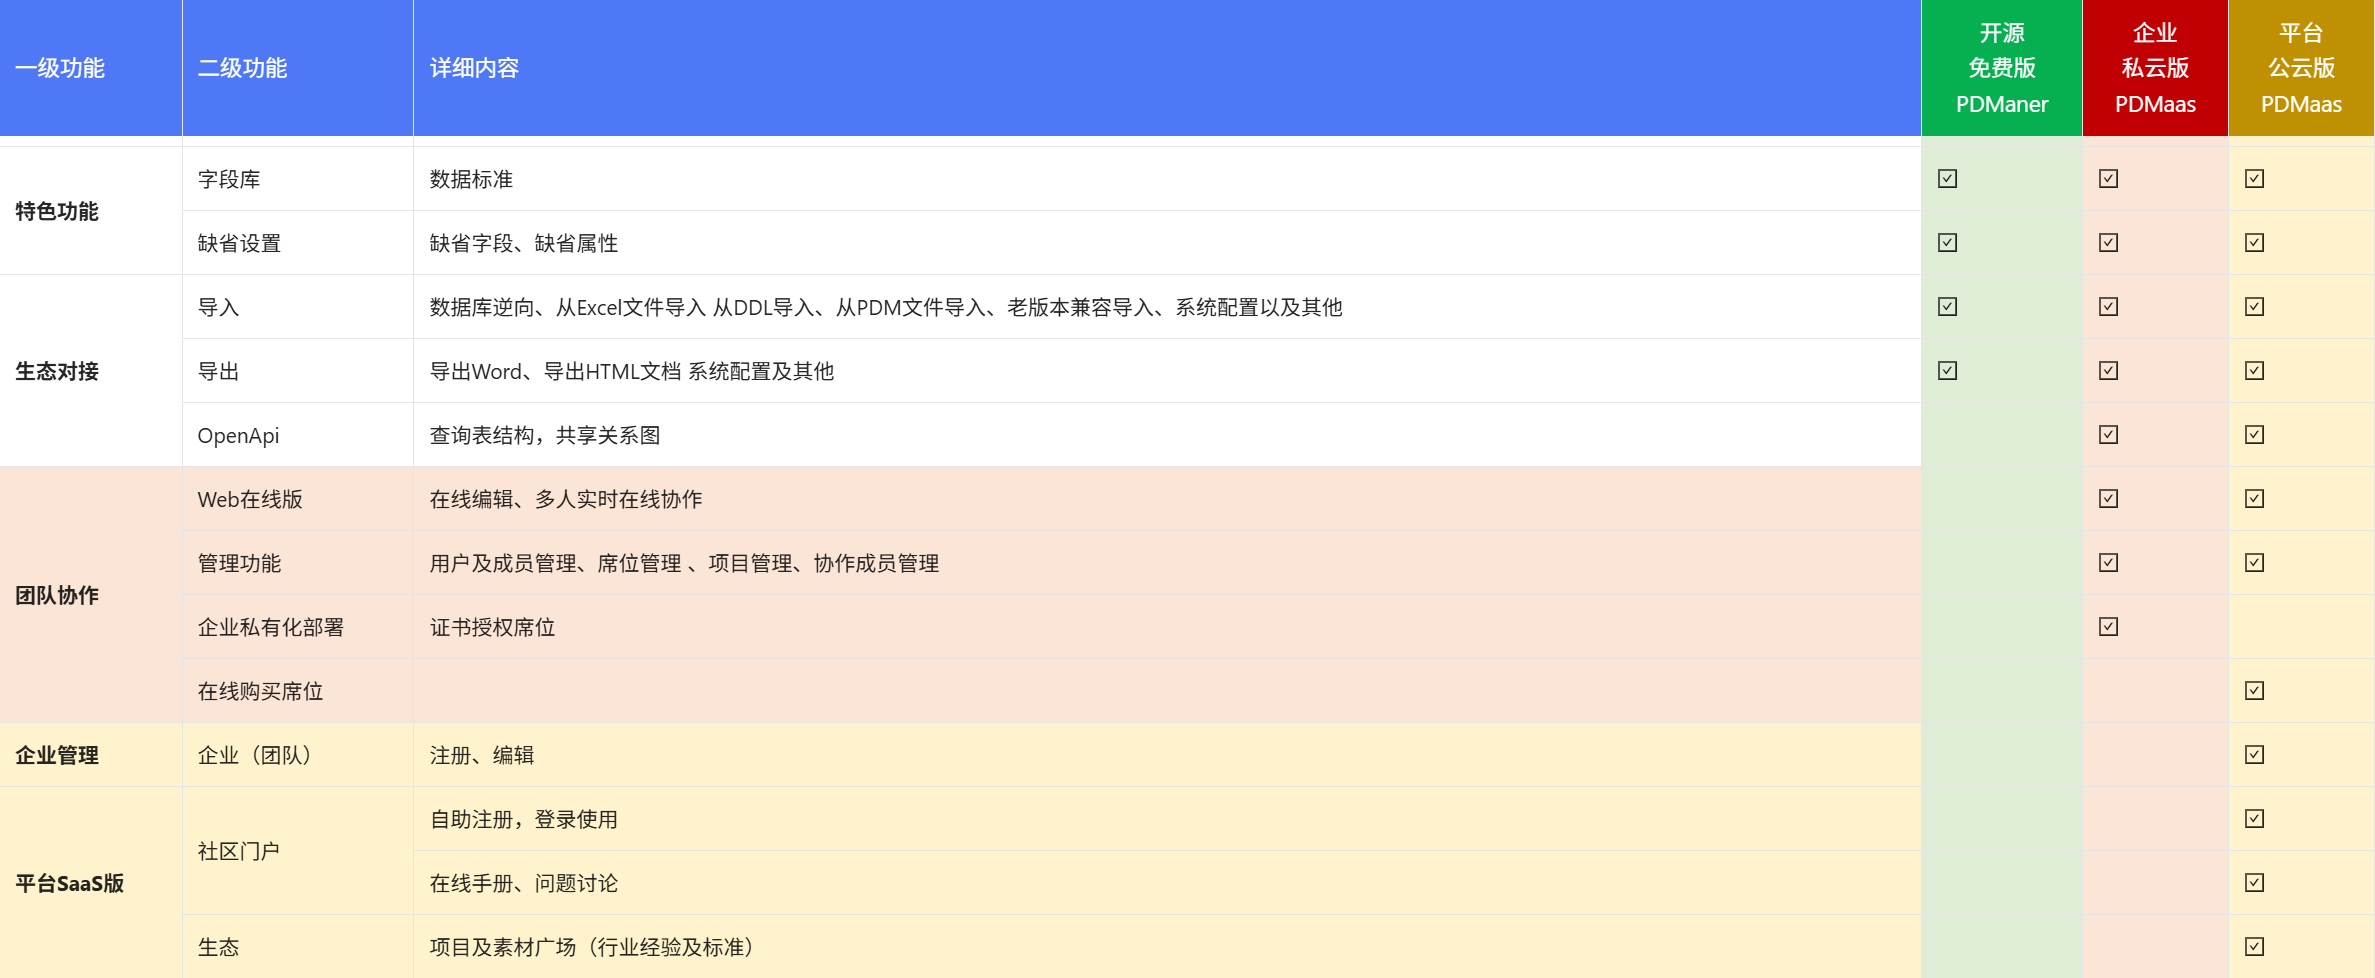 一级功能
二级功能
详细内容
开源
免费版
PDManer
企业
私云版
PDMaas
平台
公云版
PDMaas
特色功能
字段库
数据标准
缺省设置
缺省字段、缺省属性
生态对接
导入
数据库逆向、从Excel文件导入 从DDL导入、从PDM文件导入、老版本兼容导入、系统配置以及其他
导出
导出Word、导出HTML文档 系统配置及其他
OpenApi
查询表结构，共享关系图
团队协作
Web在线版
在线编辑、多人实时在线协作
管理功能
用户及成员管理、席位管理 、项目管理、协作成员管理
企业私有化部署
证书授权席位
在线购买席位
企业管理
企业（团队）
注册、编辑
平台SaaS版
社区门户
自助注册，登录使用
在线手册、问题讨论
生态
项目及素材广场（行业经验及标准）